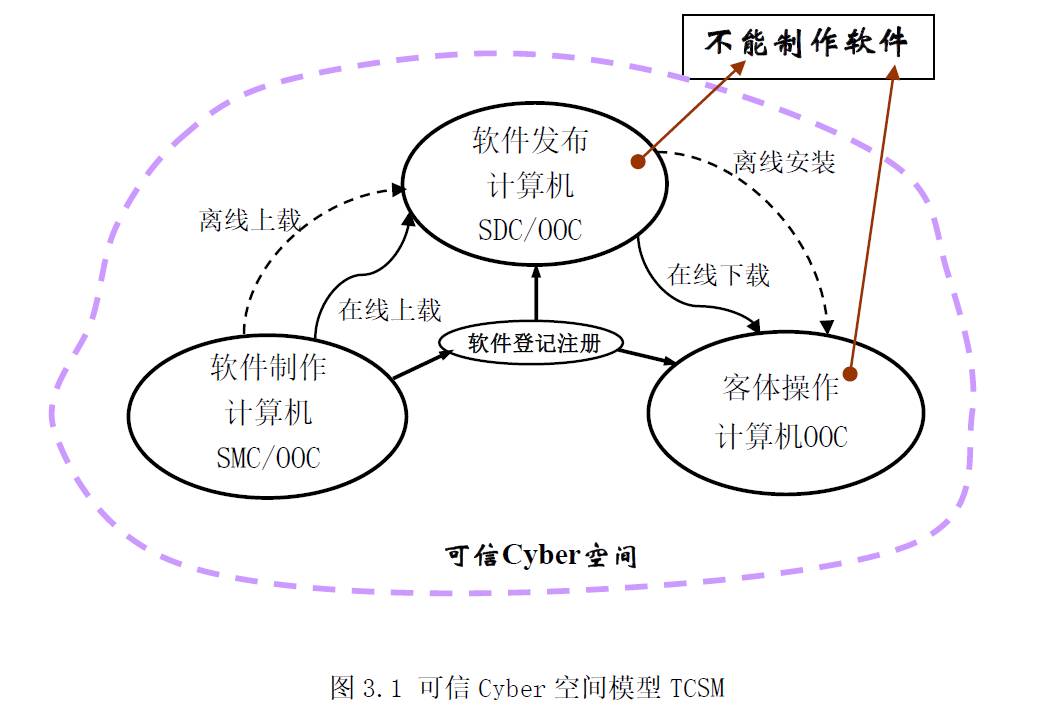 不能制作软件
软件发布
计算机
SDC/OOC
离线安装
离线上载
在线下载
在线上载
软件登记注册
软件制作
计算机
SMC/OOC
客体操作
计算机OOC
可信Cyber空间
图 3.1 可信 Cyber 空间模型 TCSM